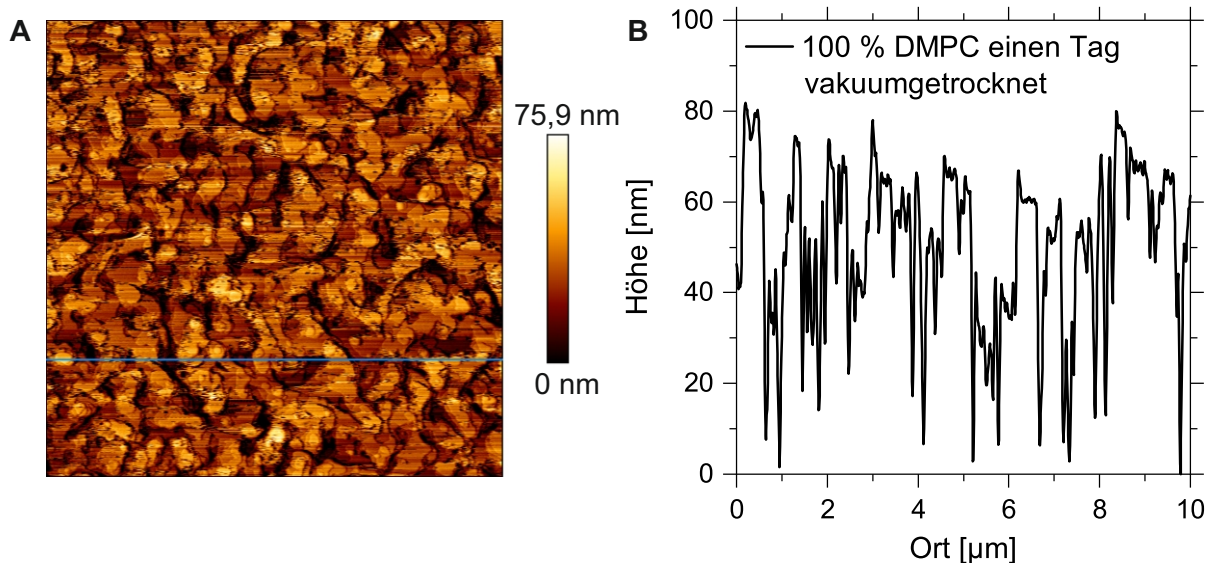 A
75,9 nm
0 nm
B
100 % DMPC einen Tag
vakuumgetrocknet
Höhe [nm]
100
80
60
40
20
0
0 2 4 6 8 10
Ort [µm]